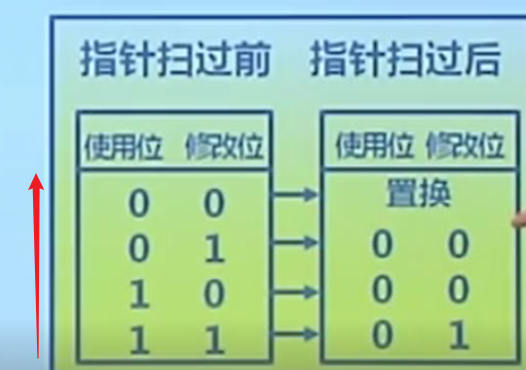 指针扫过前 指针扫过后
使用位 修改位 使用位 修改位
0 0 置换
0 1 0 0
1 0 0 0
1 1 0 1